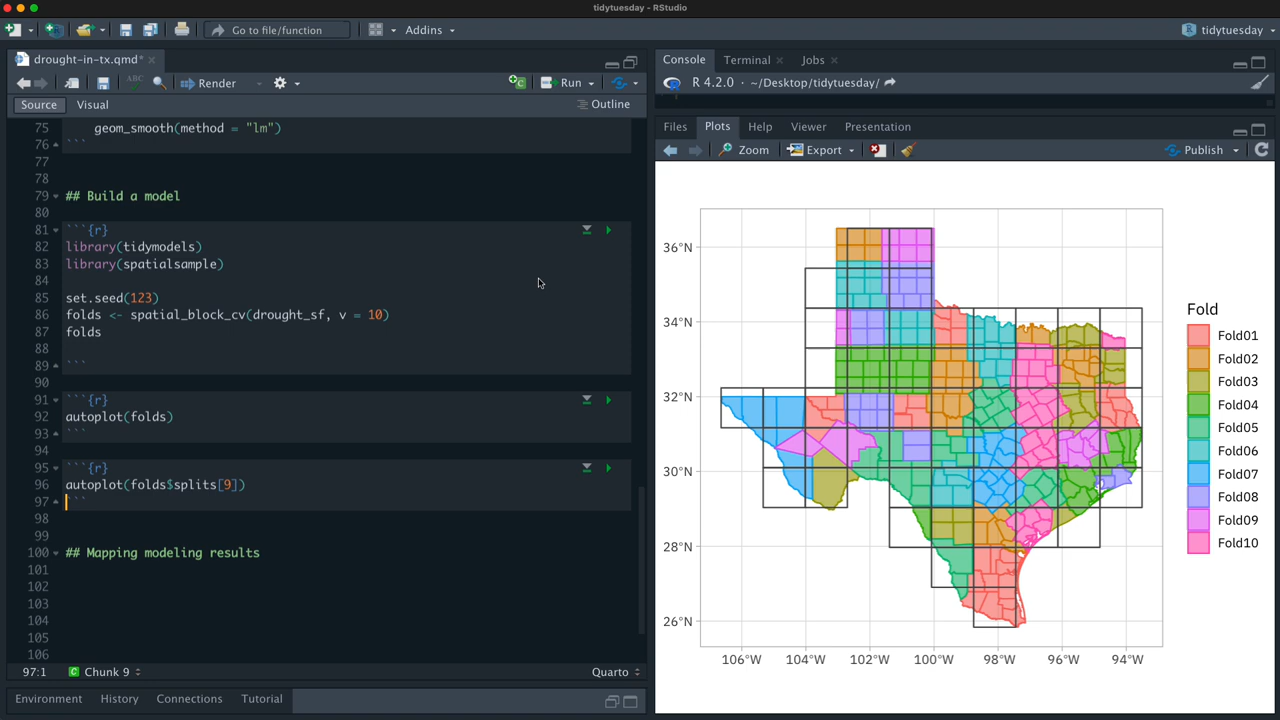 tidytuesday - RStudio
Go to file/function
Addins
tidytuesday
drought-in-tx.qmd*
ABC
Render
Run
Source
Visual
Outline
75 geom_smooth(method = "lm")
76 ```
77
78
79 ## Build a model
80
81 ```{r}
82 library(tidymodels)
83 library(spatialsample)
84
85 set.seed(123)
86 folds <- spatial_block_cv(drought_sf, v = 10)
87 folds
88
89 ```
90
91 ```{r}
92 autoplot(folds)
93 ```
94
95 ```{r}
96 autoplot(folds$splits[9])
97 ```
98
99
100 ## Mapping modeling results
101
102
103
104
105
106
97:1
C Chunk 9
Quarto
Environment
History
Connections
Tutorial
Console
Terminal
Jobs
R 4.2.0 · ~/Desktop/tidytuesday/
Files
Plots
Help
Viewer
Presentation
Zoom
Export
Publish
36°N
34°N
32°N
30°N
28°N
26°N
106°W
104°W
102°W
100°W
98°W
96°W
94°W
Fold
Fold01
Fold02
Fold03
Fold04
Fold05
Fold06
Fold07
Fold08
Fold09
Fold10